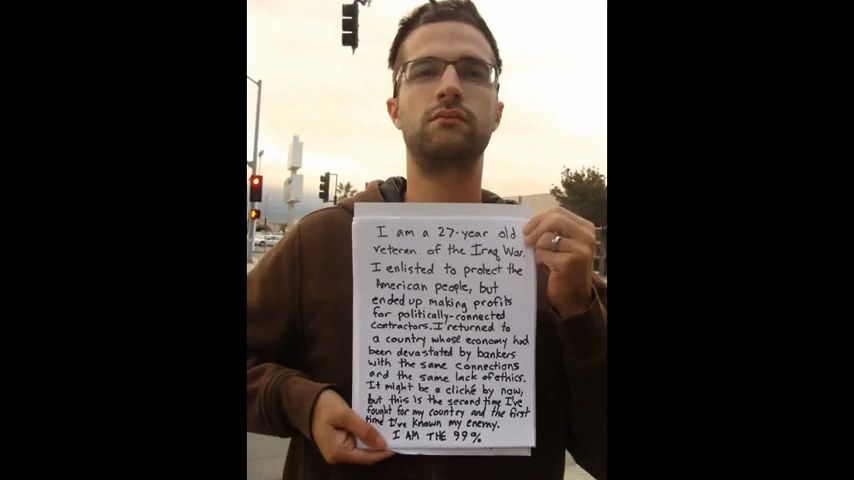 I am a 27-year old
veteran of the Iraq War.
I enlisted to protect the
American people, but
ended up making profits
for politically-connected
contractors. I returned to
a country whose economy had
been devastated by bankers
with the same connections
and the same lack of ethics.
It might be a cliché by now,
but this is the second time I've
fought for my country and the first
time I've known my enemy.
I AM THE 99%